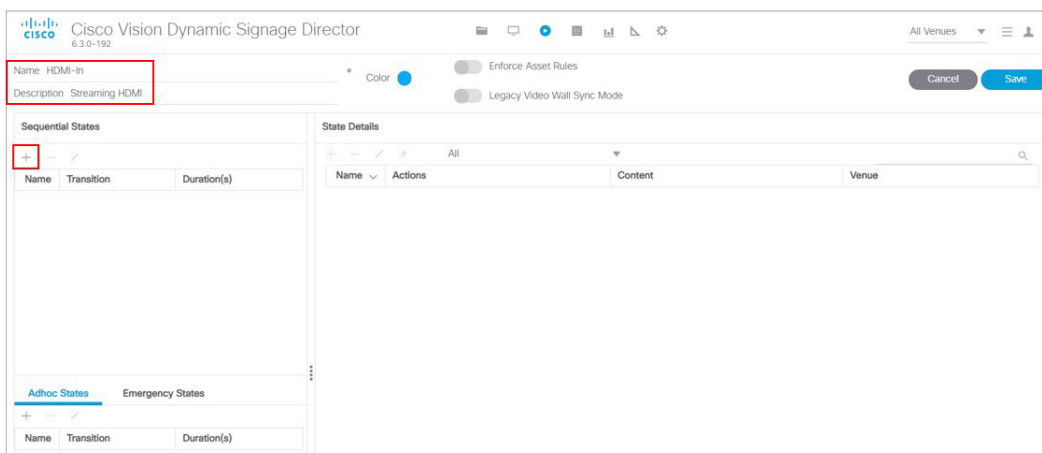 CISCO
Cisco Vision Dynamic Signage Director
6.3.0-192
All Venues
Name HDMI-In *
Description Streaming HDMI
Color
Enforce Asset Rules
Legacy Video Wall Sync Mode
Cancel
Save
Sequential States
State Details
All
Name Transition Duration(s)
Name Actions Content Venue
Adhoc States Emergency States
Name Transition Duration(s)